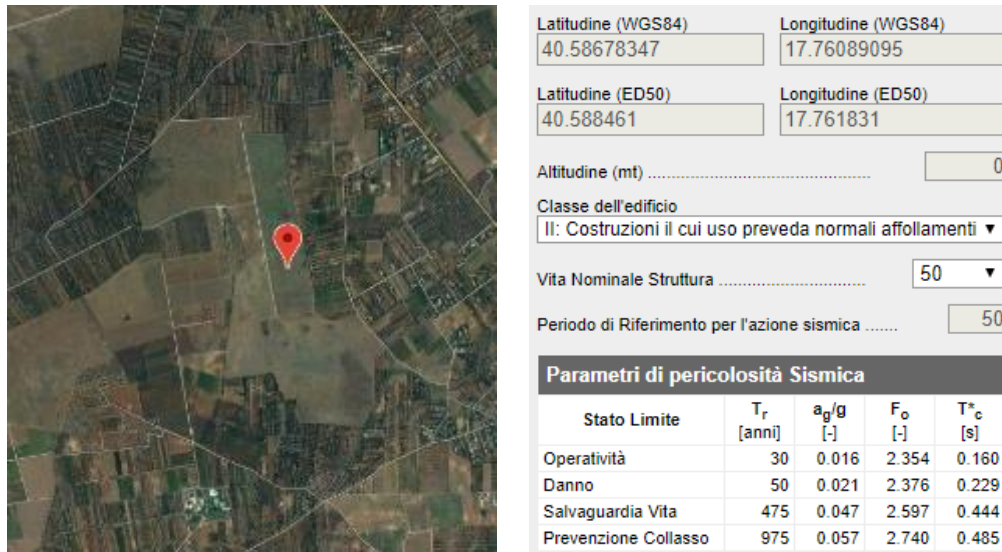 Latitudine (WGS84) Longitudine (WGS84)
40.58678347 17.76089095
Latitudine (ED50) Longitudine (ED50)
40.588461 17.761831
Altitudine (mt) ............................................... 0
Classe dell'edificio
II: Costruzioni il cui uso preveda normali affollamenti
Vita Nominale Struttura ............................... 50
Periodo di Riferimento per l'azione sismica ....... 50
Parametri di pericolosità Sismica
Stato Limite Tr [anni] ag/g [-] Fo [-] T*c [s]
Operatività 30 0.016 2.354 0.160
Danno 50 0.021 2.376 0.229
Salvaguardia Vita 475 0.047 2.597 0.444
Prevenzione Collasso 975 0.057 2.740 0.485